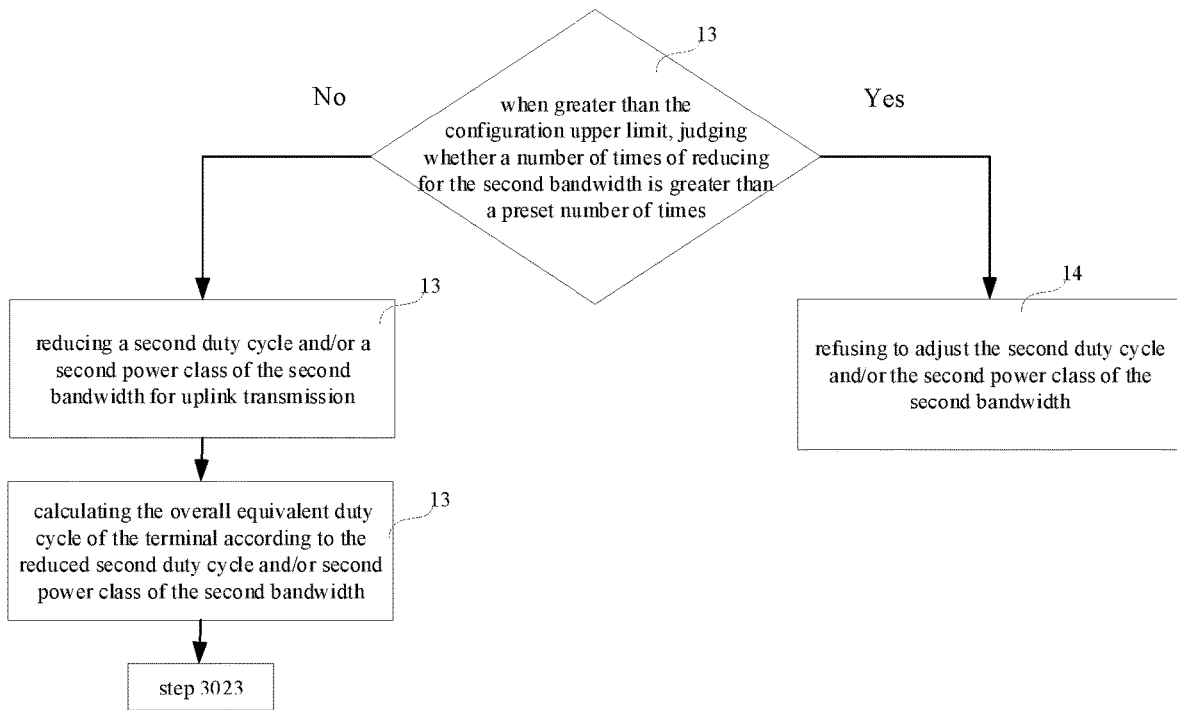 13
No
Yes
when greater than the
configuration upper limit, judging
whether a number of times of reducing
for the second bandwidth is greater than
a preset number of times
13
reducing a second duty cycle and/or a
second power class of the second
bandwidth for uplink transmission
14
refusing to adjust the second duty cycle
and/or the second power class of the
second bandwidth
13
calculating the overall equivalent duty
cycle of the terminal according to the
reduced second duty cycle and/or second
power class of the second bandwidth
step 3023